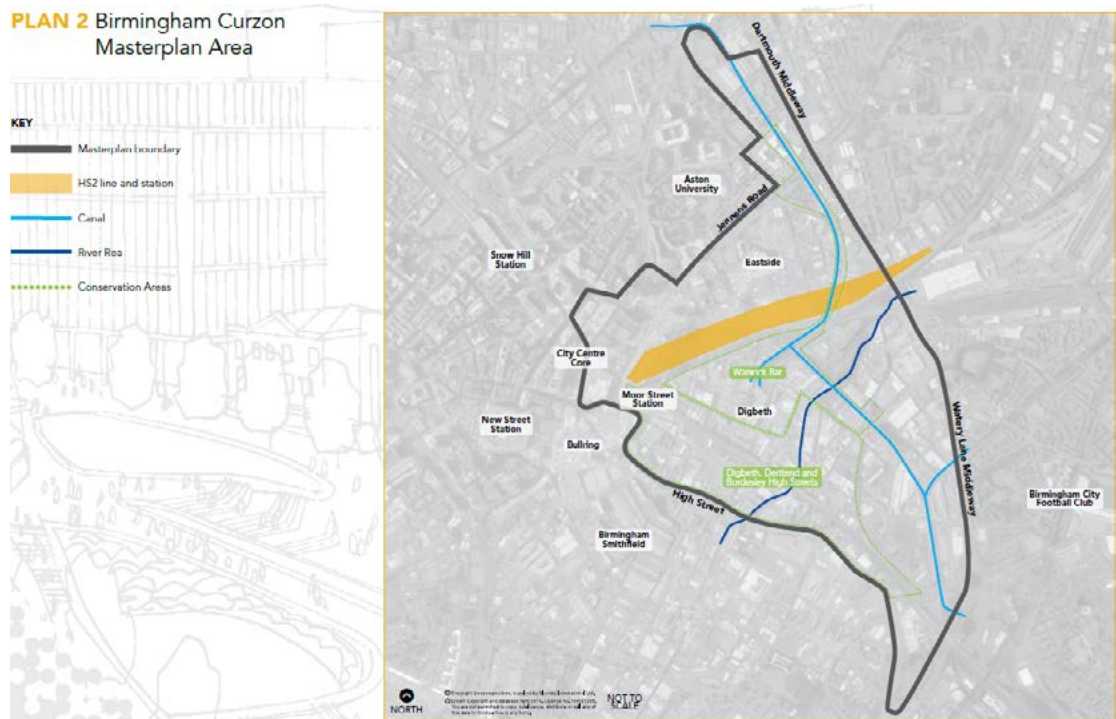 PLAN 2 Birmingham Curzon
Masterplan Area
KEY
Masterplan boundary
HS2 line and station
Canal
River Rea
Conservation Areas
Dartmouth Middleway
Aston
University
Jennens Road
Snow Hill
Station
Eastside
City Centre
Core
Warwick Bar
Moor Street
Station
Digbeth
New Street
Station
Bullring
Watery Lane Middleway
Digbeth, Deritend and
Bordesley High Streets
High Street
Birmingham City
Football Club
Birmingham
Smithfield
NORTH
NOT TO
SCALE